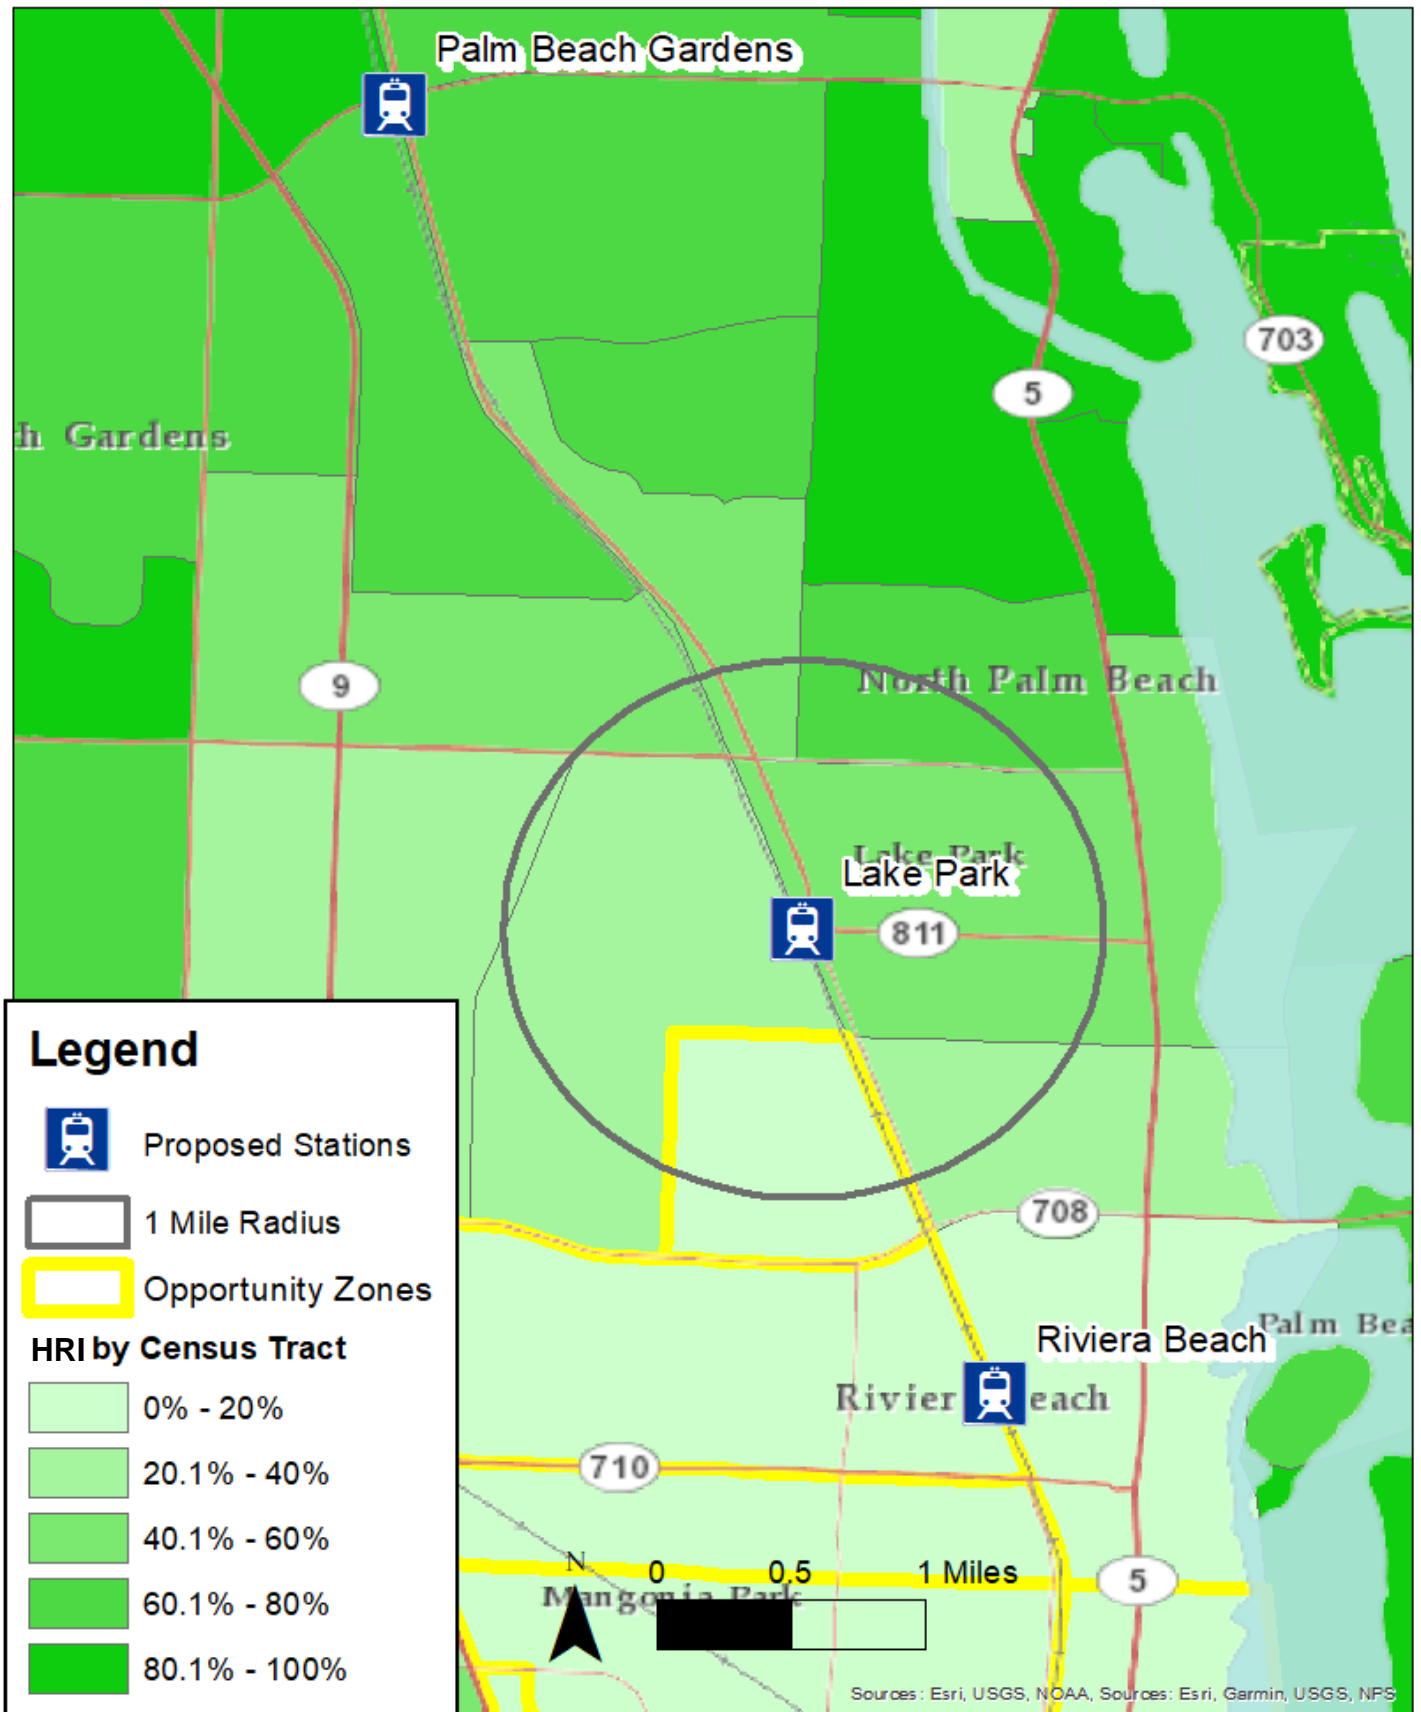 Palm Beach Gardens
703
5
h Gardens
9
North Palm Beach
Lake Park
Lake Park
811
Legend
Proposed Stations
1 Mile Radius
Opportunity Zones
HRI by Census Tract
0% - 20%
20.1% - 40%
40.1% - 60%
60.1% - 80%
80.1% - 100%
708
Palm Bea
Riviera Beach
Rivier each
710
N
0 0.5 1 Miles
5
Mangonia Park
Sources: Esri, USGS, NOAA, Sources: Esri, Garmin, USGS, NPS